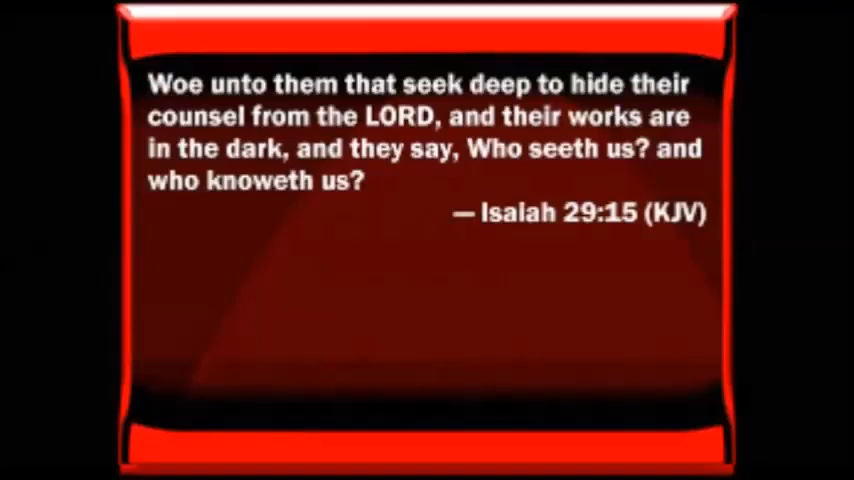 Woe unto them that seek deep to hide their
counsel from the LORD, and their works are
in the dark, and they say, Who seeth us? and
who knoweth us?
— Isaiah 29:15 (KJV)